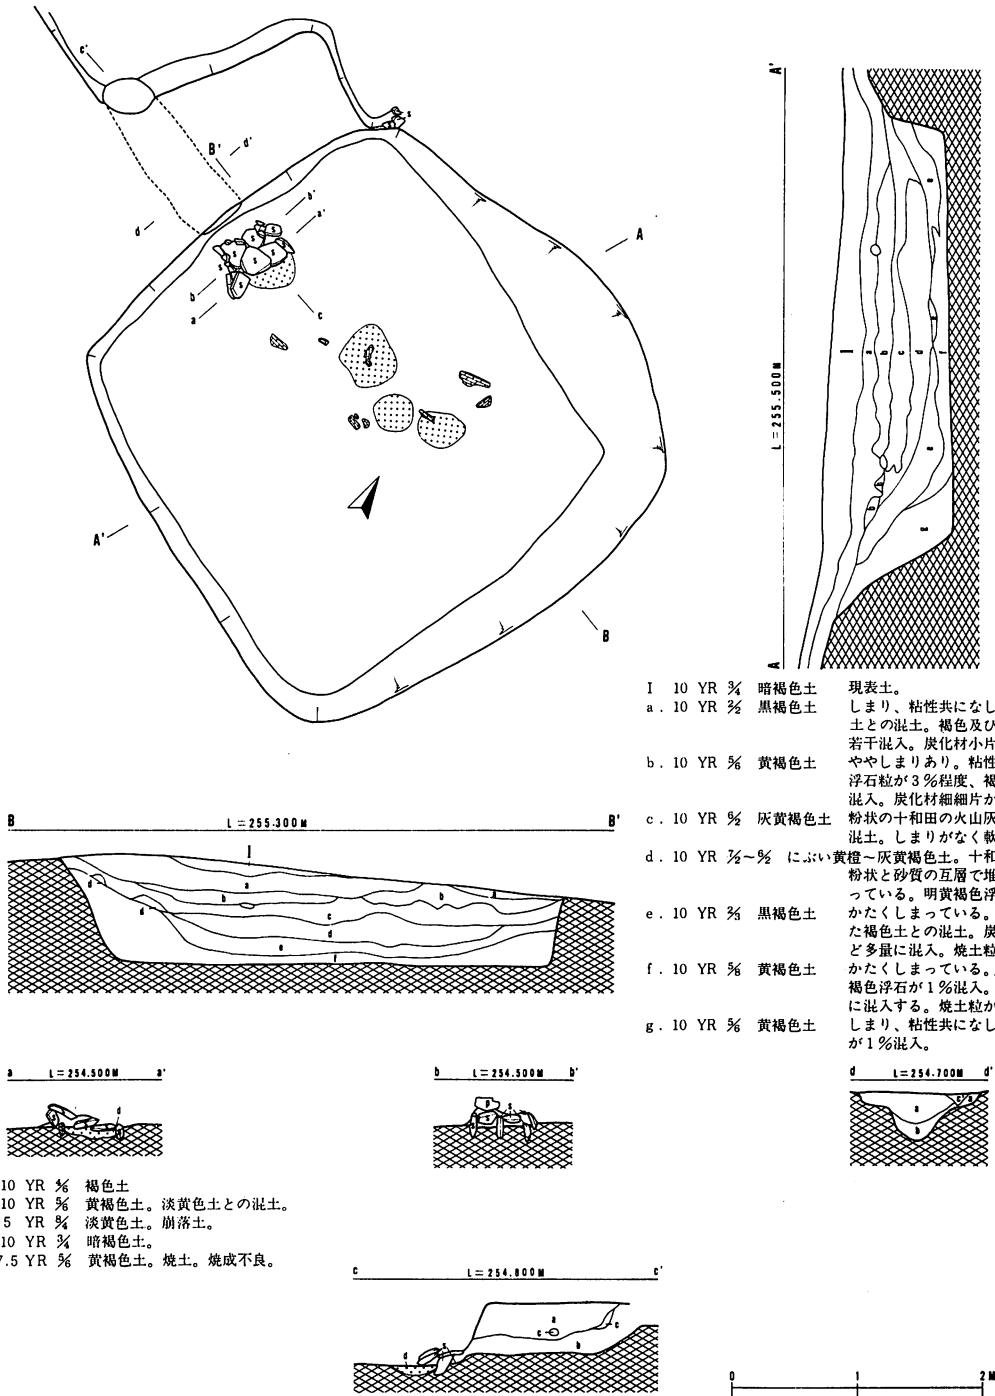 c'
s
B'
d'
b'
a'
d
A
s s s s s s
b
a
c
A'
B
A'
L=255.500M
I a b c d e f
g
A
I 10 YR 3/4 暗褐色土 現表土。
a. 10 YR 2/2 黒褐色土 しまり、粘性共になし
土との混土。褐色及び
若干混入。炭化材小片
b. 10 YR 5/6 黄褐色土 ややしまりあり。粘性
浮石粒が3%程度、褐
混入。炭化材細細片か
c. 10 YR 6/2 灰黄褐色土 粉状の十和田の火山灰
混土。しまりがなく軟
d. 10 YR 7/2~6/2 にぶい黄橙~灰黄褐色土。十和
粉状と砂質の互層で堆
っている。明黄褐色浮
e. 10 YR 2/3 黒褐色土 かたくしまっている。
た褐色土との混土。炭
ど多量に混入。焼土粒
f. 10 YR 5/6 黄褐色土 かたくしまっている。
褐色浮石が1%混入。
に混入する。焼土粒か
g. 10 YR 5/6 黄褐色土 しまり、粘性共になし
が1%混入。
B L=255.300M B'
I
a
b
c
d
e
f
a L=254.500M a'
d
b L=254.500M b'
P s s
d L=254.700M d'
a
b
c
10 YR 4/6 褐色土
10 YR 5/6 黄褐色土。淡黄色土との混土。
5 YR 8/4 淡黄色土。崩落土。
10 YR 3/4 暗褐色土。
7.5 YR 5/6 黄褐色土。焼土。焼成不良。
c L=254.800M c'
a
c c
b
s
d
0 1 2M